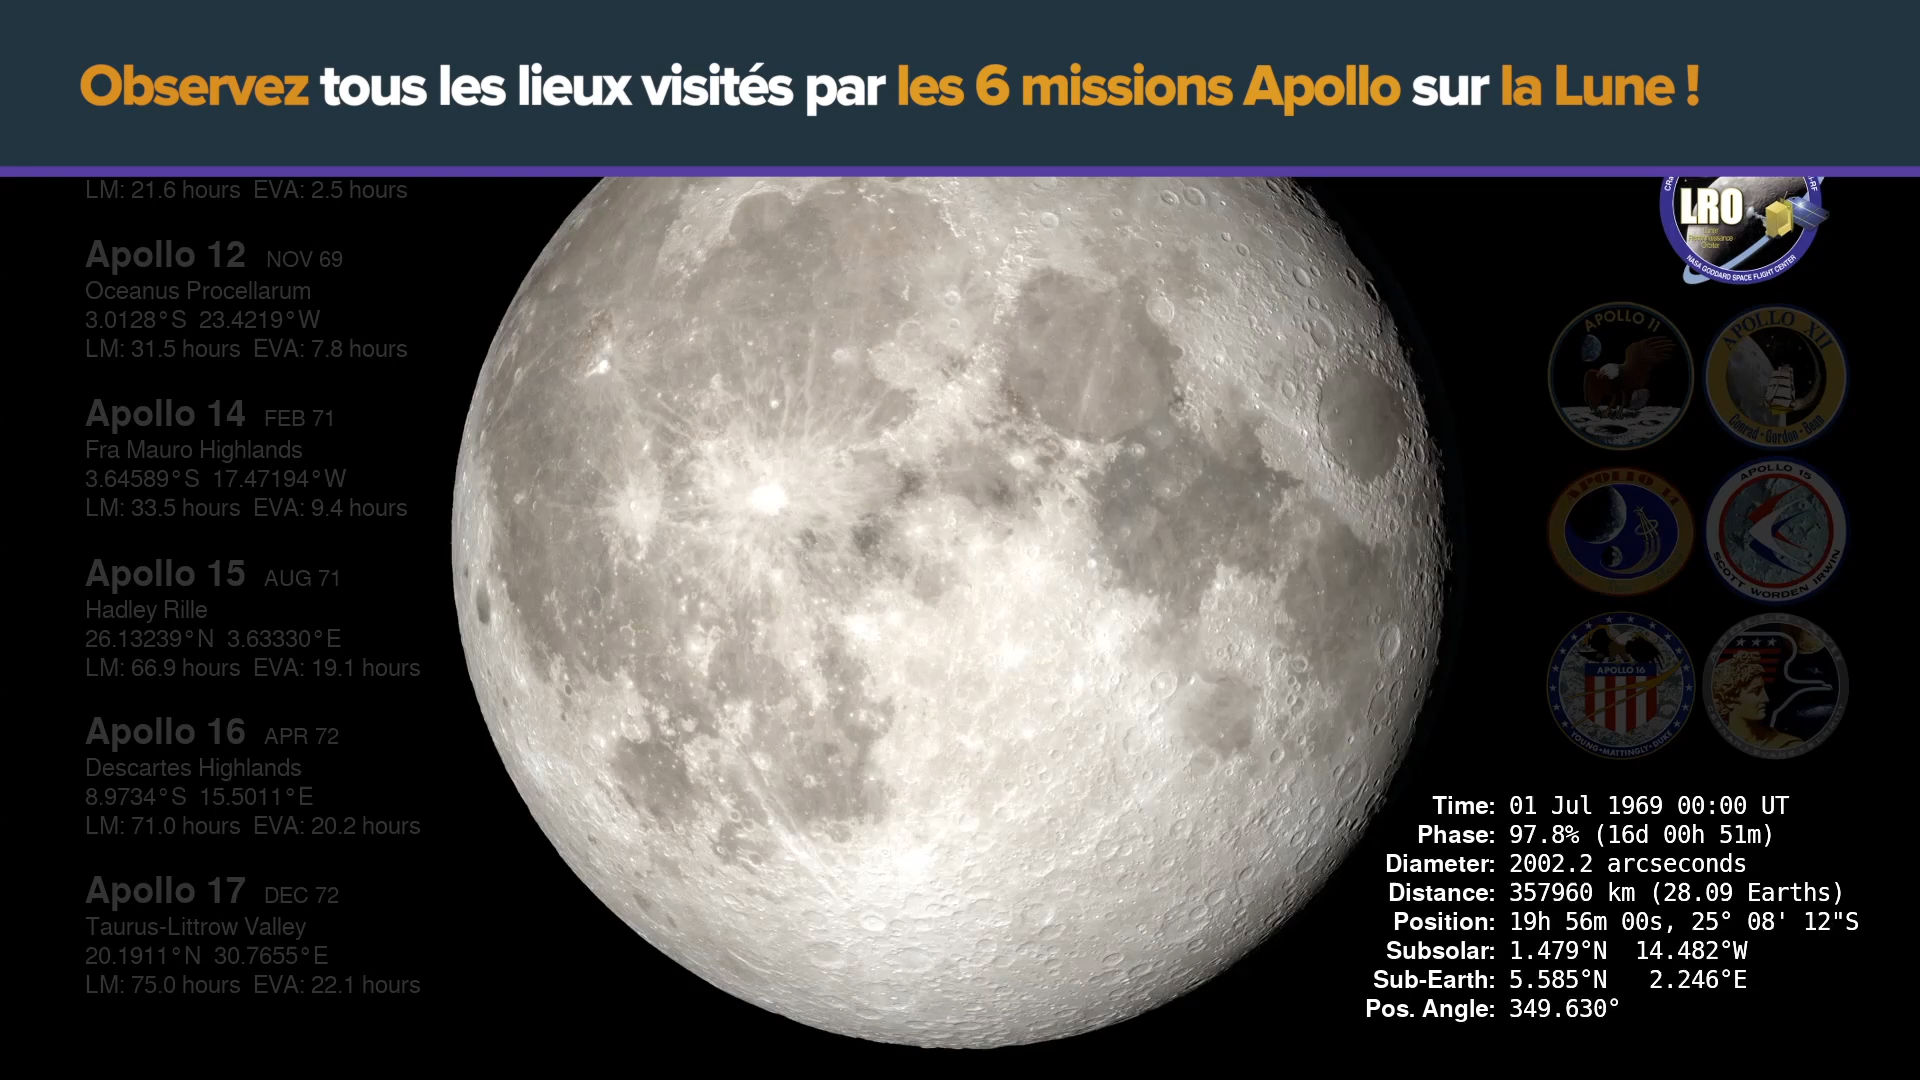 Observez tous les lieux visités par les 6 missions Apollo sur la Lune !
LM: 21.6 hours EVA: 2.5 hours
Apollo 12 NOV 69
Oceanus Procellarum
3.0128°S 23.4219°W
LM: 31.5 hours EVA: 7.8 hours
Apollo 14 FEB 71
Fra Mauro Highlands
3.64589°S 17.47194°W
LM: 33.5 hours EVA: 9.4 hours
Apollo 15 AUG 71
Hadley Rille
26.13239°N 3.63330°E
LM: 66.9 hours EVA: 19.1 hours
Apollo 16 APR 72
Descartes Highlands
8.9734°S 15.5011°E
LM: 71.0 hours EVA: 20.2 hours
Apollo 17 DEC 72
Taurus-Littrow Valley
20.1911°N 30.7655°E
LM: 75.0 hours EVA: 22.1 hours
LRO
Lunar
Reconnaissance
Orbiter
NASA GODDARD SPACE FLIGHT CENTER
APOLLO 11
APOLLO XII
Conrad • Gordon • Bean
APOLLO 14
APOLLO 15
SCOTT WORDEN IRWIN
APOLLO 16
YOUNG • MATTINGLY • DUKE
Time: 01 Jul 1969 00:00 UT
Phase: 97.8% (16d 00h 51m)
Diameter: 2002.2 arcseconds
Distance: 357960 km (28.09 Earths)
Position: 19h 56m 00s, 25° 08' 12"S
Subsolar: 1.479°N 14.482°W
Sub-Earth: 5.585°N 2.246°E
Pos. Angle: 349.630°